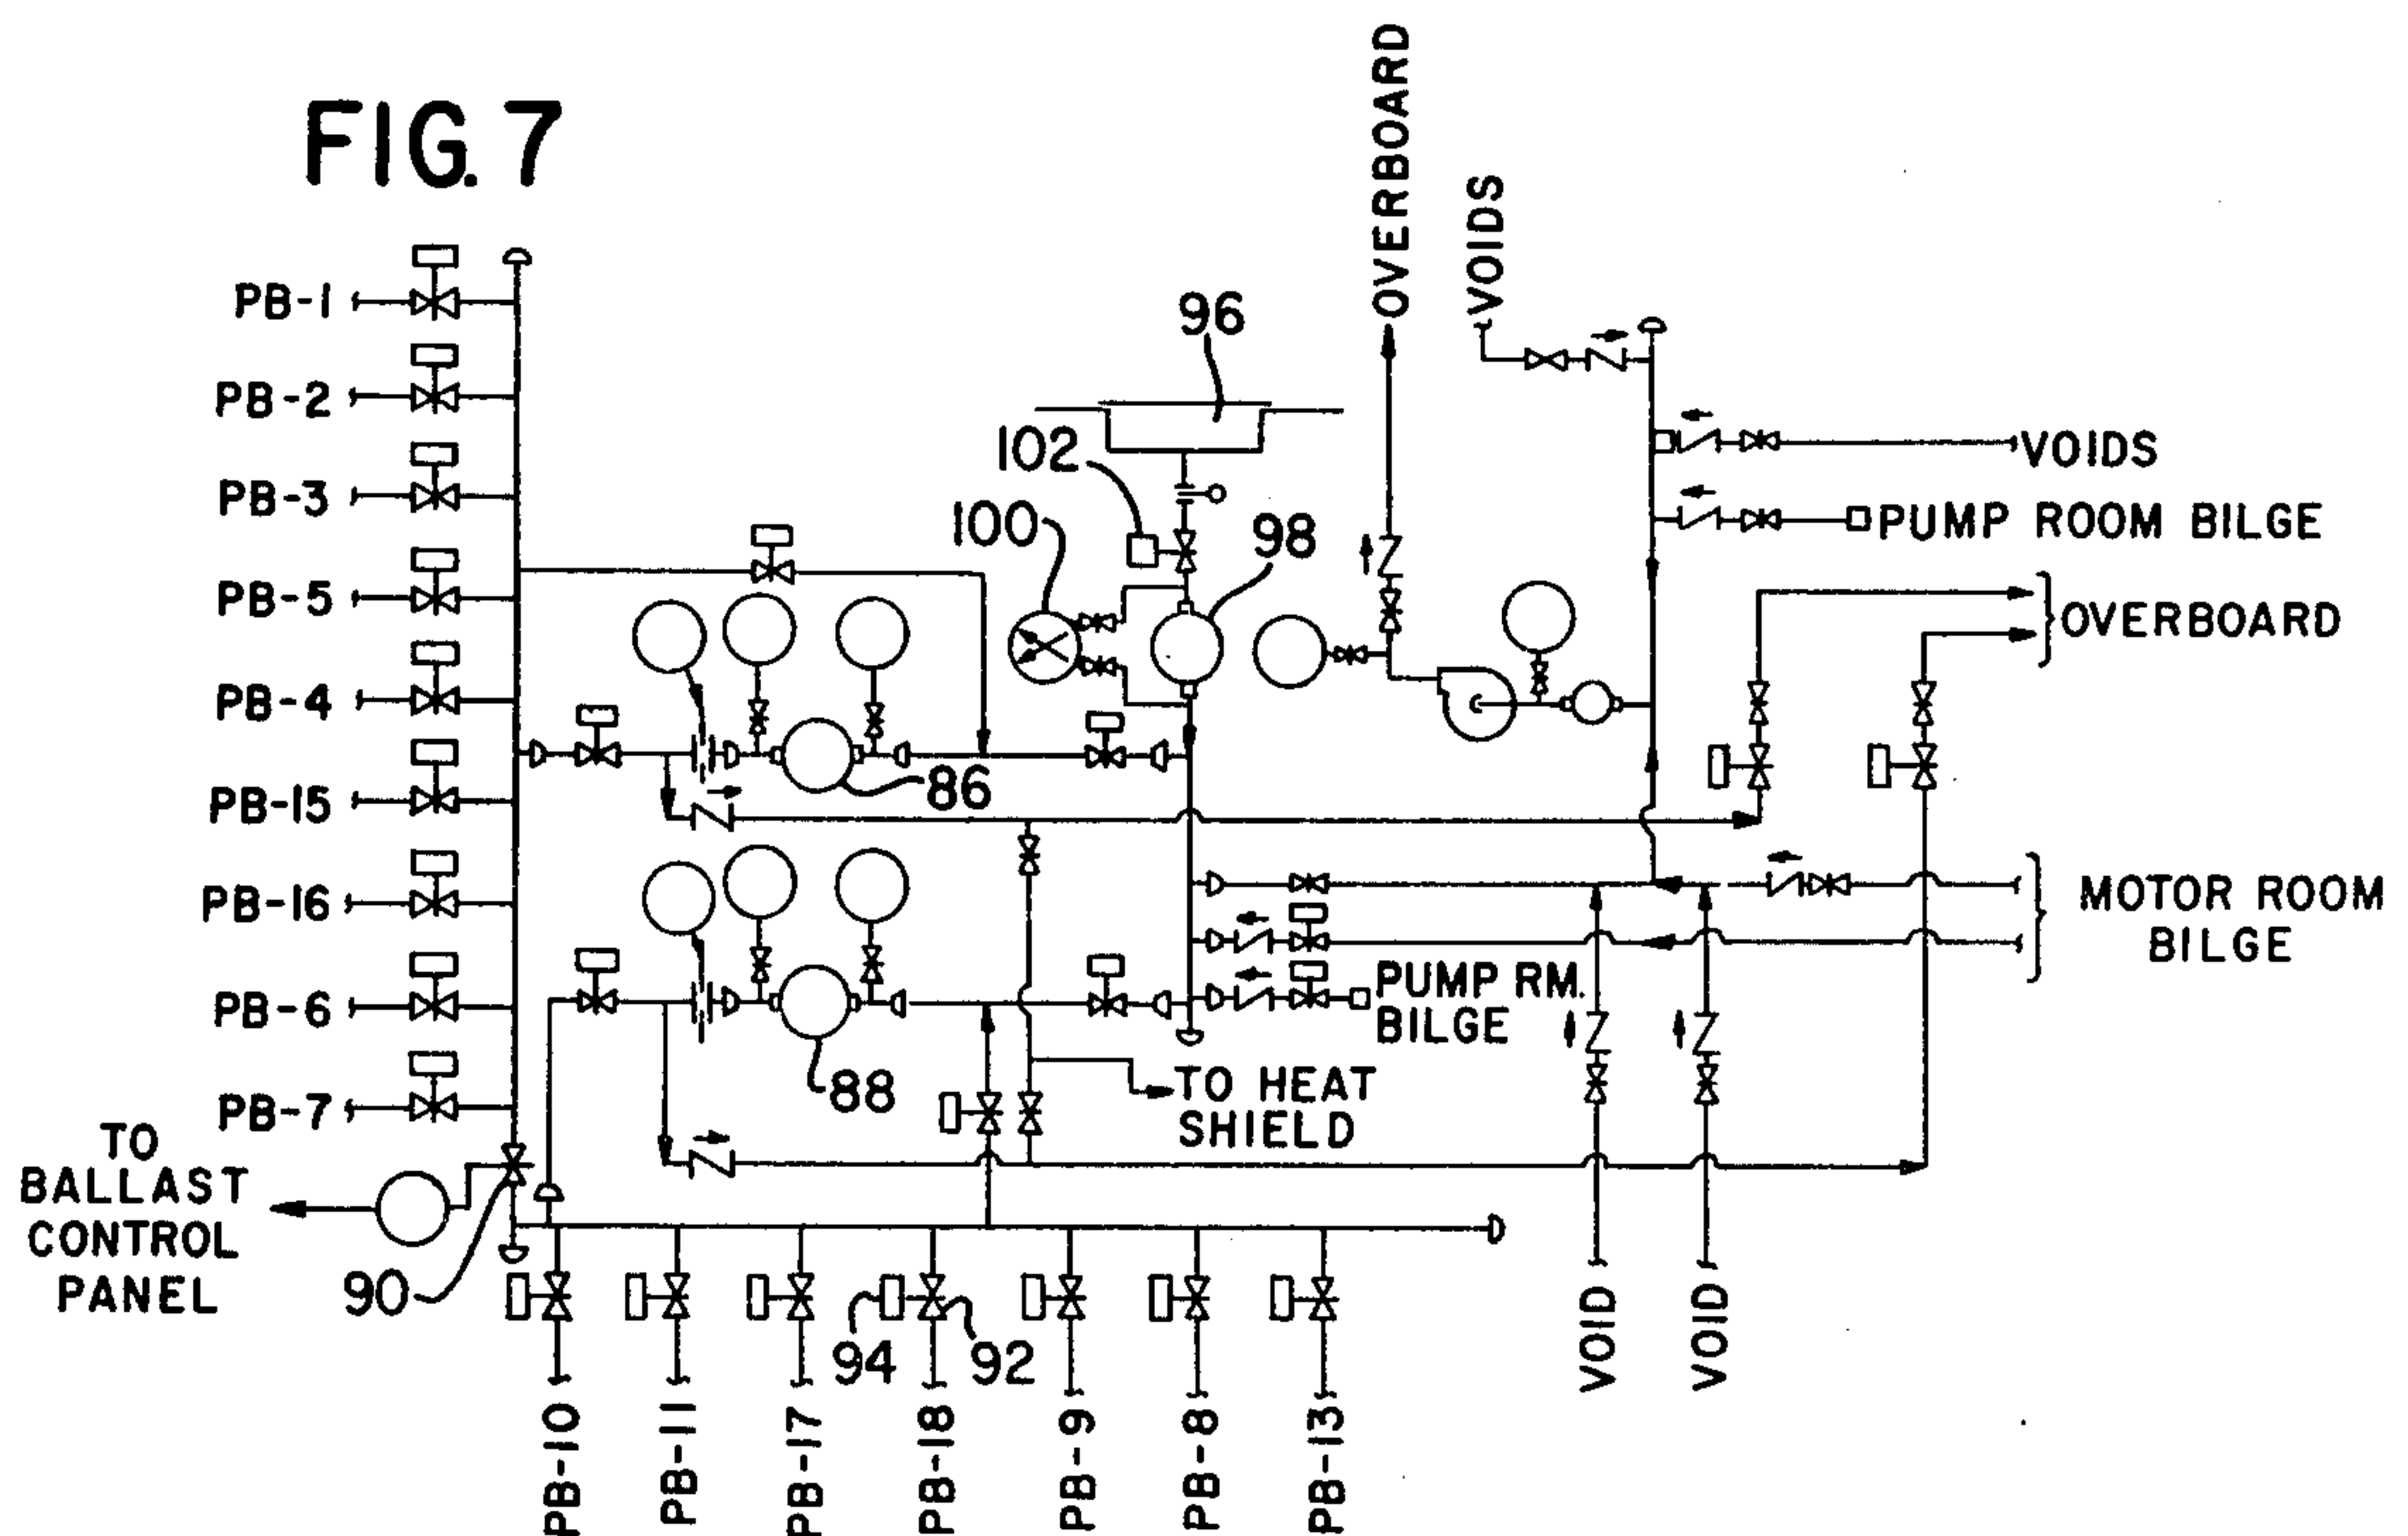 FIG. 7
OVERBOARD
VOIDS
PB-1
PB-2
PB-3
PB-5
PB-4
PB-15
PB-16
PB-6
PB-7
96
102
100
98
VOIDS
PUMP ROOM BILGE
OVERBOARD
86
MOTOR ROOM
BILGE
PUMP RM.
BILGE
88
TO HEAT
SHIELD
TO
BALLAST
CONTROL
PANEL
90
94
92
VOID
VOID
PB-10
PB-11
PB-17
PB-18
PB-9
PB-8
PB-13